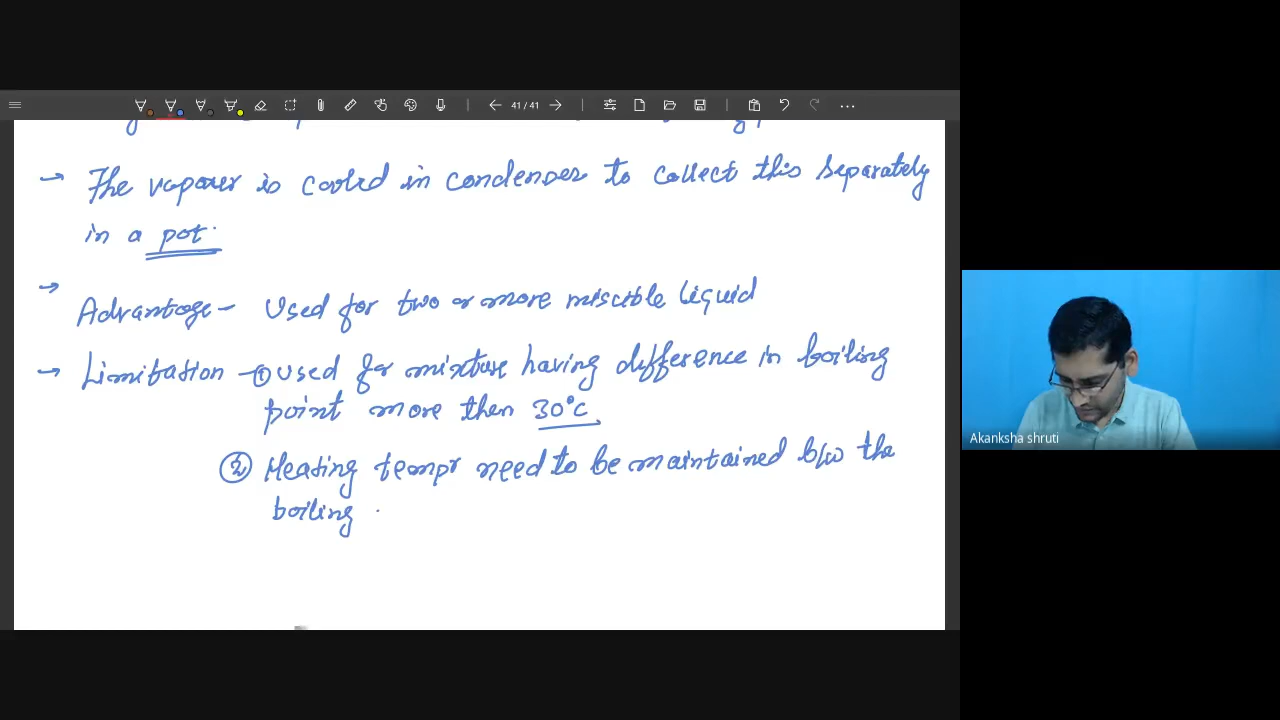 41/41
→ The vapour is cooled in condenser to collect this separately
in a pot.
→ Advantage - Used for two or more miscible liquid
→ Limitation - ① Used for mixture having difference in boiling
point more then 30°C
② Heating tempr need to be maintained b/w the
boiling
Akanksha shruti